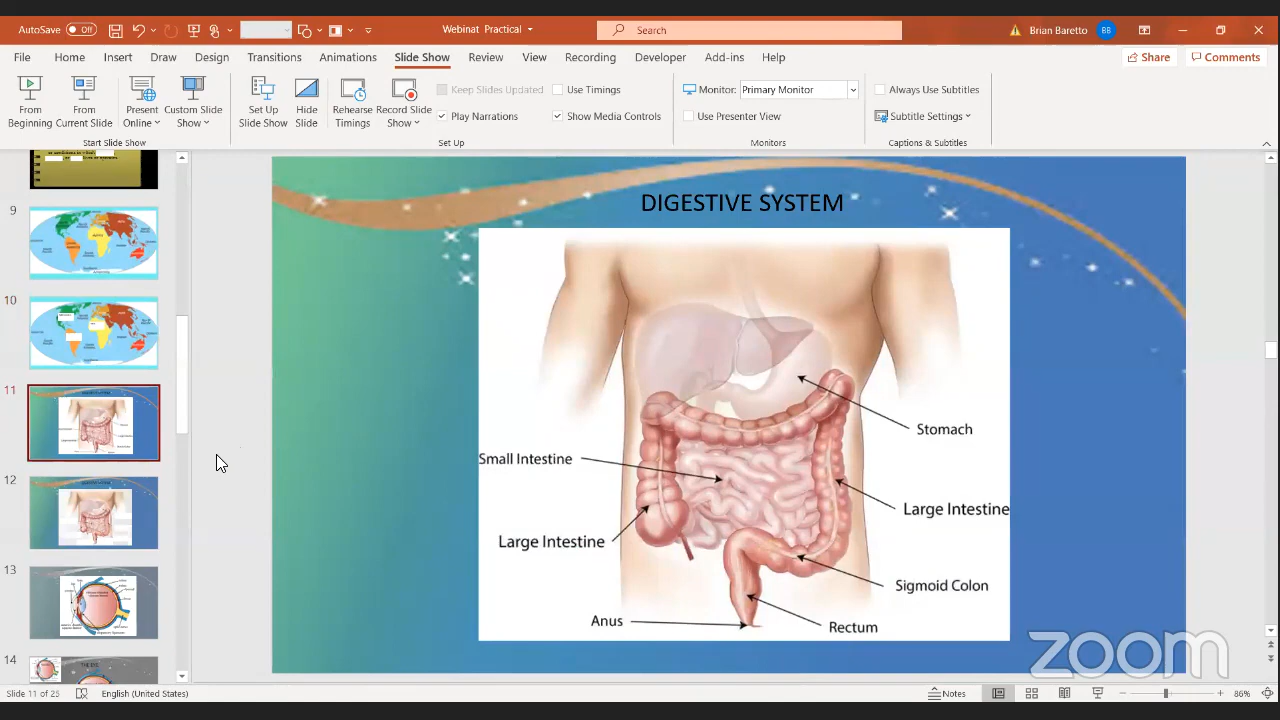 AutoSave Off
Webinat Practical
Search
Brian Baretto BB
File Home Insert Draw Design Transitions Animations Slide Show Review View Recording Developer Add-ins Help
Share Comments
From Beginning
From Current Slide
Present Online
Custom Slide Show
Set Up Slide Show
Hide Slide
Rehearse Timings
Record Slide Show
Keep Slides Updated
Play Narrations
Use Timings
Show Media Controls
Monitor: Primary Monitor
Use Presenter View
Always Use Subtitles
Subtitle Settings
Start Slide Show
Set Up
Monitors
Captions & Subtitles
9
10
11
12
13
14
THE EYE
DIGESTIVE SYSTEM
Stomach
Small Intestine
Large Intestine
Large Intestine
Sigmoid Colon
Anus
Rectum
zoom
Slide 11 of 25 English (United States)
Notes
86%